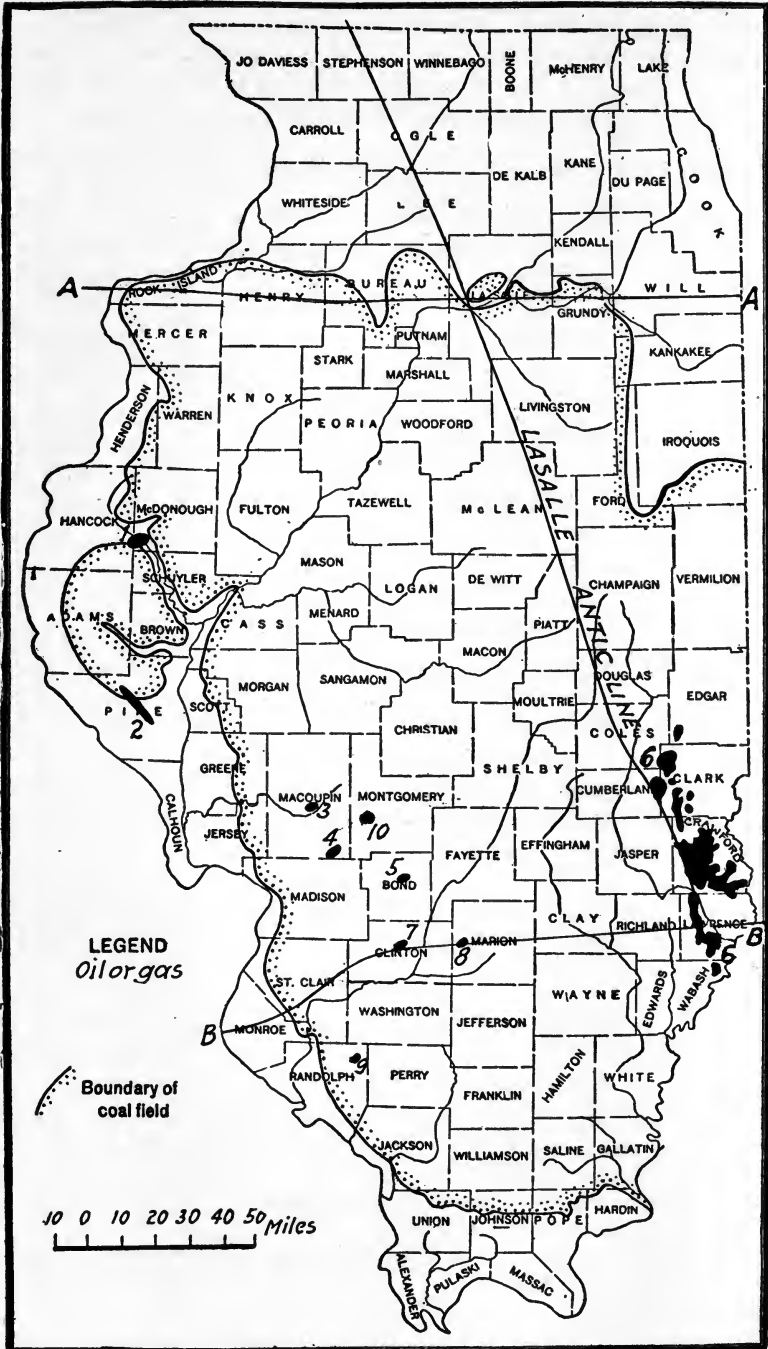 JO DAVIESS STEPHENSON WINNEBAGO BOONE McHENRY LAKE
CARROLL OGLE DE KALB KANE COOK
DU PAGE
WHITESIDE LEE
KENDALL
A ROCK ISLAND HENRY BUREAU LA SALLE WILL A
GRUNDY
MERCER PUTNAM
STARK KANKAKEE
MARSHALL
HENDERSON WARREN KNOX
PEORIA WOODFORD LIVINGSTON
IROQUOIS
LASALLE ANTICLINE
FORD
HANCOCK McDONOUGH FULTON TAZEWELL McLEAN
MASON
1 SCHUYLER LOGAN DE WITT CHAMPAIGN VERMILION
ADAMS BROWN CASS MENARD PIATT
MACON
MORGAN SANGAMON DOUGLAS
PIKE SCOTT MOULTRIE EDGAR
2
CHRISTIAN COLES
GREENE SHELBY 6
MACOUPIN 3 MONTGOMERY CUMBERLAND CLARK
CALHOUN JERSEY 10
4 CRAWFORD
FAYETTE EFFINGHAM JASPER
5
BOND
MADISON
CLAY RICHLAND LAWRENCE
7 B
CLINTON 8 MARION 6
ST. CLAIR WABASH
EDWARDS
WAYNE
WASHINGTON
B MONROE JEFFERSON
9
RANDOLPH PERRY HAMILTON WHITE
FRANKLIN
JACKSON
WILLIAMSON SALINE GALLATIN
UNION JOHNSON POPE HARDIN
ALEXANDER PULASKI MASSAC
LEGEND
Oil or gas
Boundary of
coal field
10 0 10 20 30 40 50 Miles